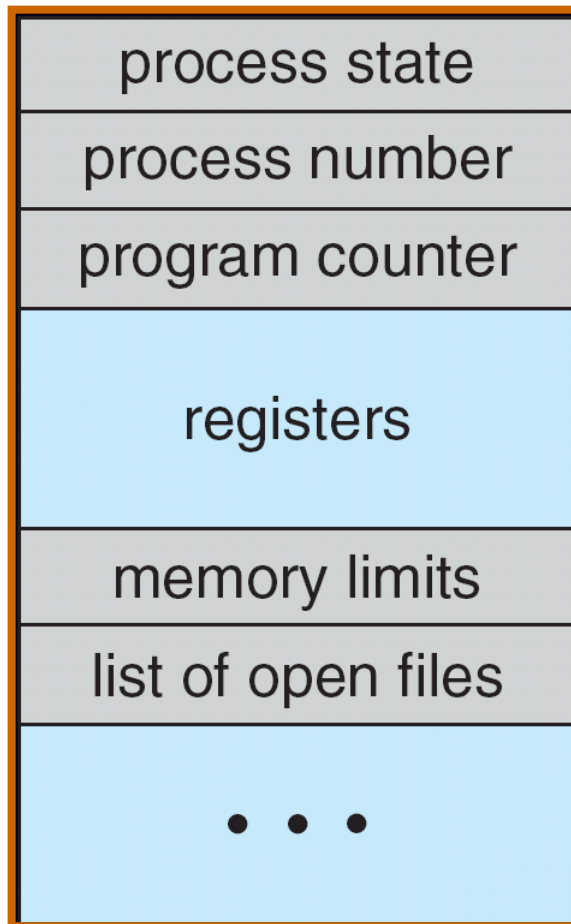 process state
process number
program counter
registers
memory limits
list of open files
• • •